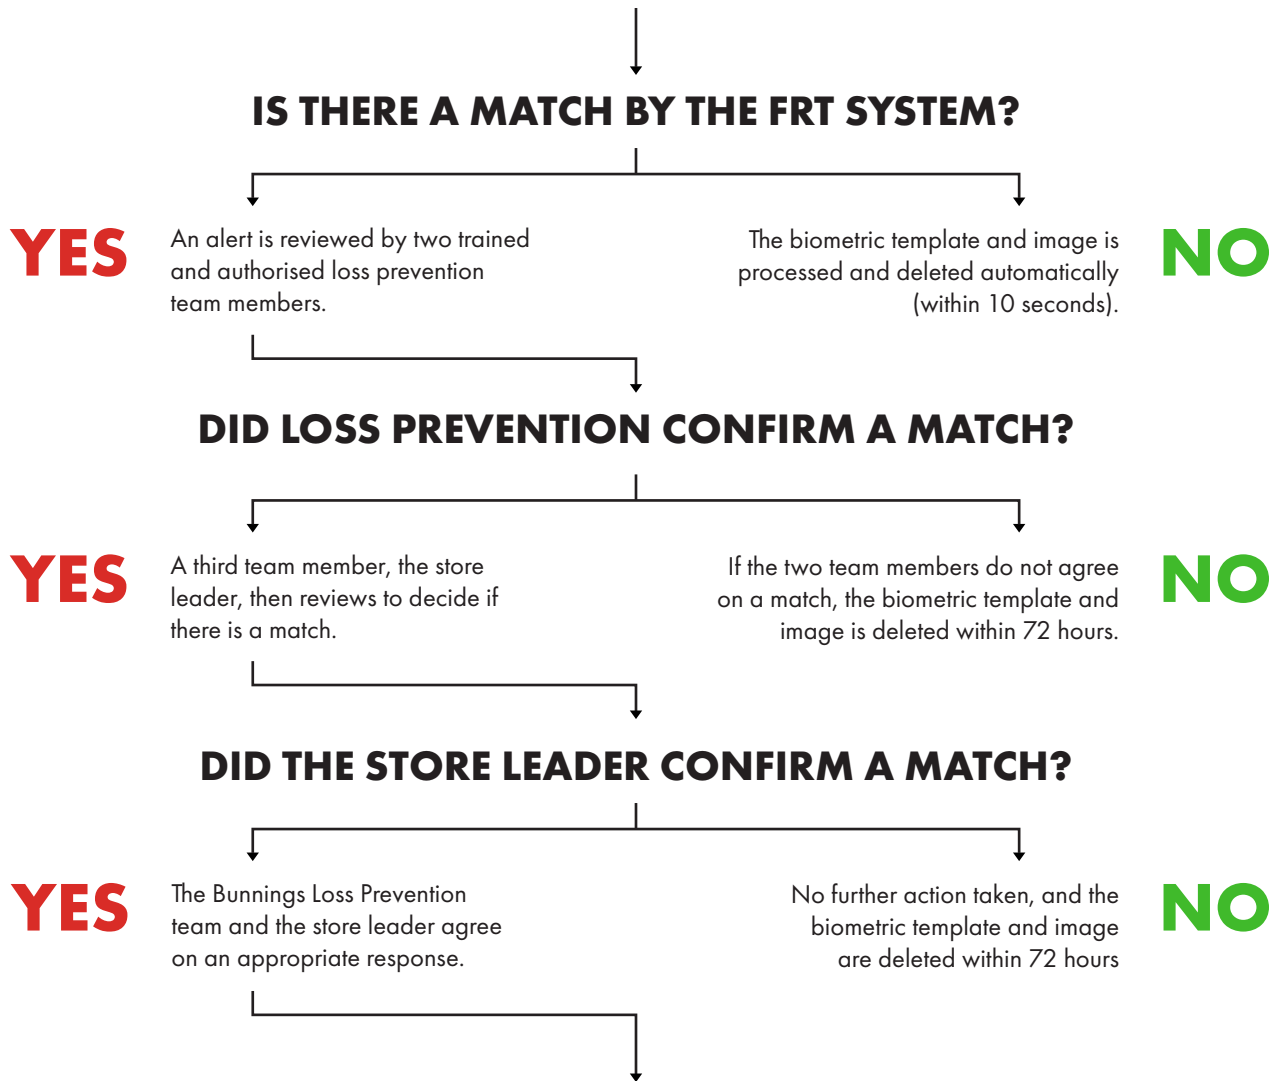 IS THERE A MATCH BY THE FRT SYSTEM?
YES
An alert is reviewed by two trained
and authorised loss prevention
team members.
The biometric template and image is
processed and deleted automatically
(within 10 seconds).
NO
DID LOSS PREVENTION CONFIRM A MATCH?
YES
A third team member, the store
leader, then reviews to decide if
there is a match.
If the two team members do not agree
on a match, the biometric template and
image is deleted within 72 hours.
NO
DID THE STORE LEADER CONFIRM A MATCH?
YES
The Bunnings Loss Prevention
team and the store leader agree
on an appropriate response.
No further action taken, and the
biometric template and image
are deleted within 72 hours
NO